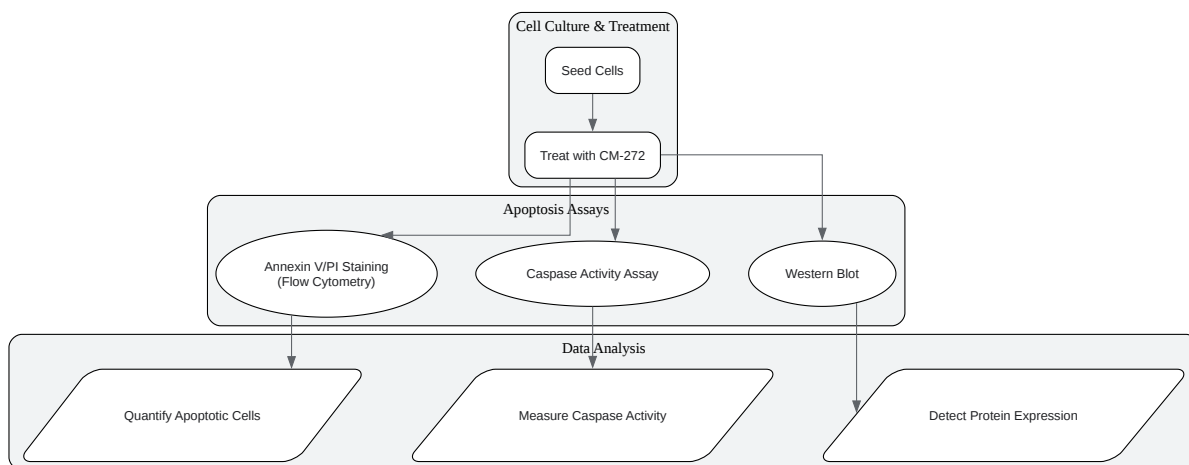 Cell Culture & Treatment
Seed Cells
Treat with CM-272
Apoptosis Assays
Annexin V/PI Staining
(Flow Cytometry)
Caspase Activity Assay
Western Blot
Data Analysis
Quantify Apoptotic Cells
Measure Caspase Activity
Detect Protein Expression